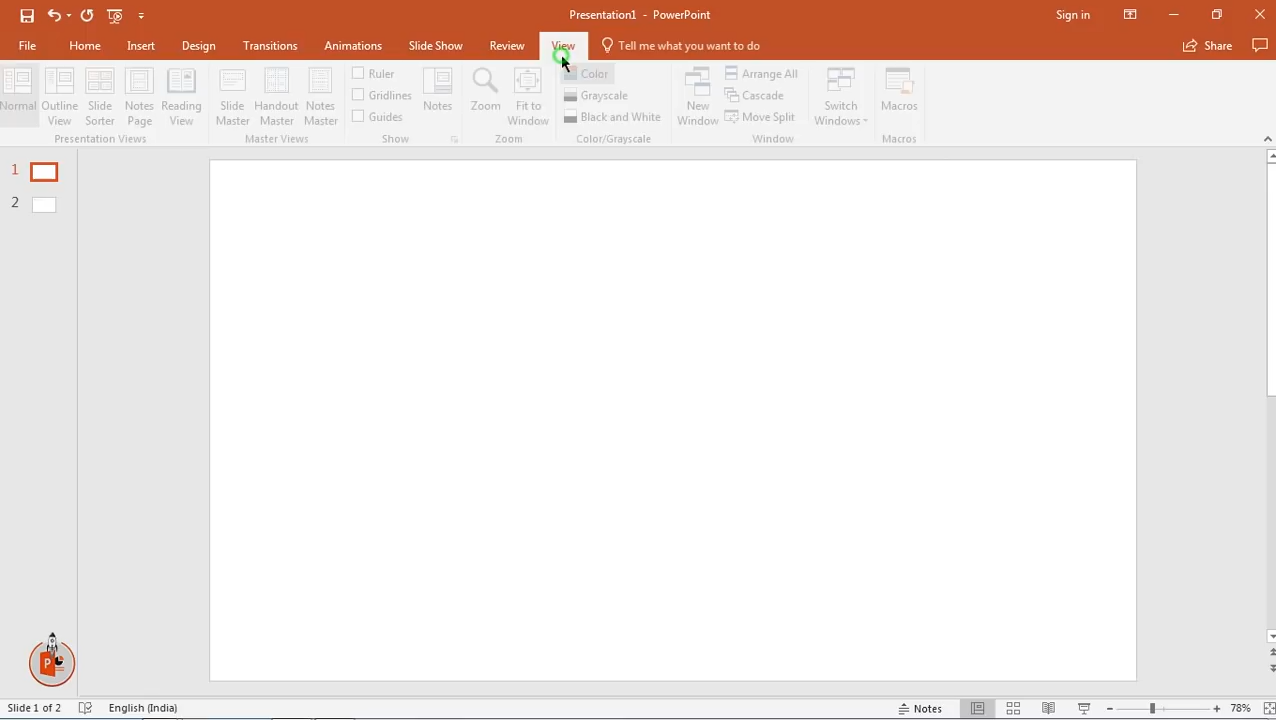 Presentation1 - PowerPoint
Sign in
File
Home
Insert
Design
Transitions
Animations
Slide Show
Review
View
Tell me what you want to do
Share
Normal
Outline View
Slide Sorter
Notes Page
Reading View
Presentation Views
Slide Master
Handout Master
Notes Master
Master Views
Ruler
Gridlines
Guides
Show
Notes
Zoom
Fit to Window
Zoom
Color
Grayscale
Black and White
Color/Grayscale
New Window
Arrange All
Cascade
Move Split
Switch Windows
Window
Macros
Macros
1
2
P
Slide 1 of 2
English (India)
Notes
78%